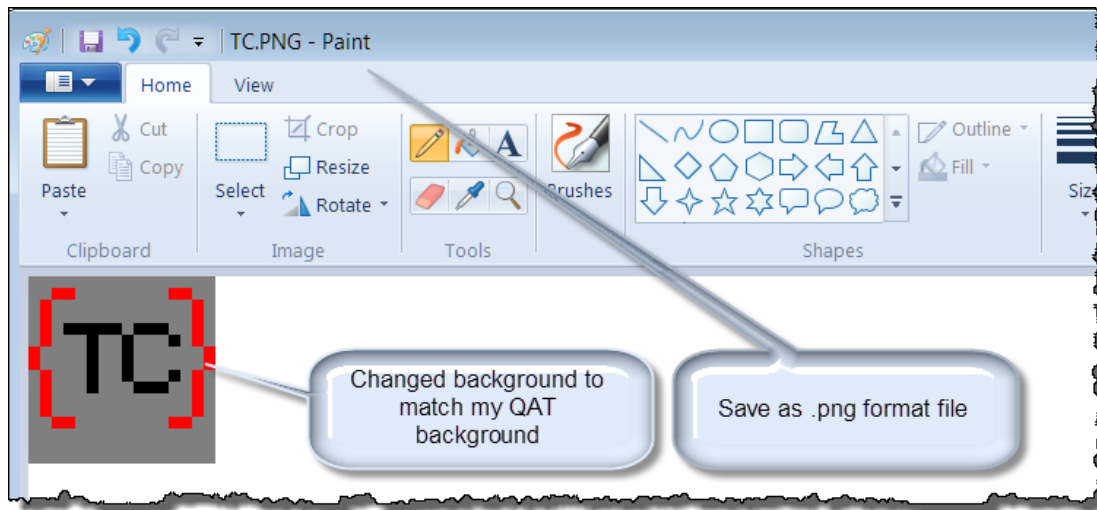 TC.PNG - Paint
Home View
Cut Crop A Outline
Copy Resize Fill
Paste Select Rotate Brushes Siz
Clipboard Image Tools Shapes
{TC}
Changed background to
match my QAT
background
Save as .png format file